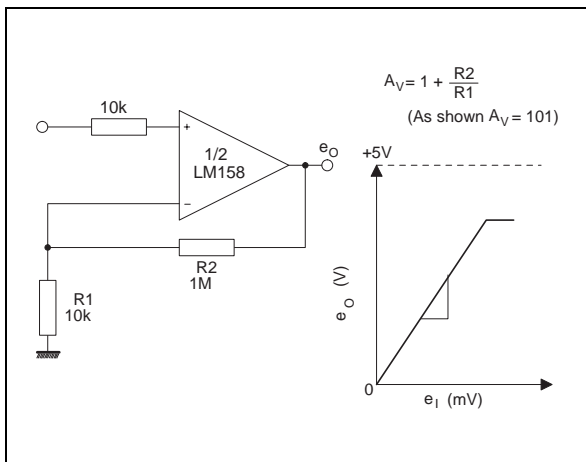 10k
+
1/2
LM158
−
e_O
R2
1M
R1
10k
A_V = 1 + R2/R1
(As shown A_V = 101)
+5V
e_O (V)
0
e_I (mV)